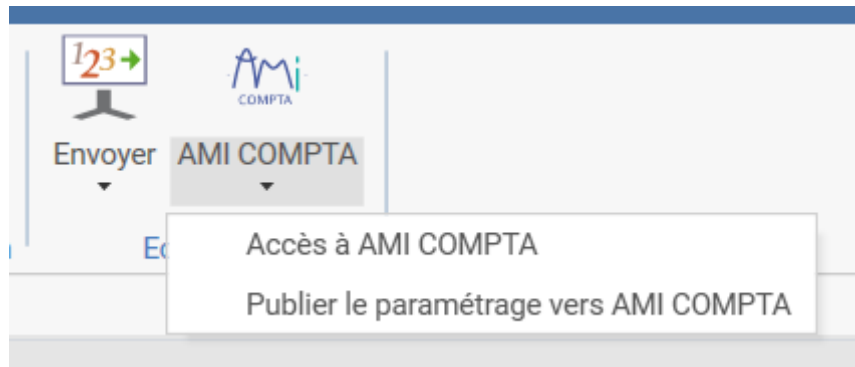 123
AMi
COMPTA
Envoyer
AMI COMPTA
Accès à AMI COMPTA
Publier le paramétrage vers AMI COMPTA